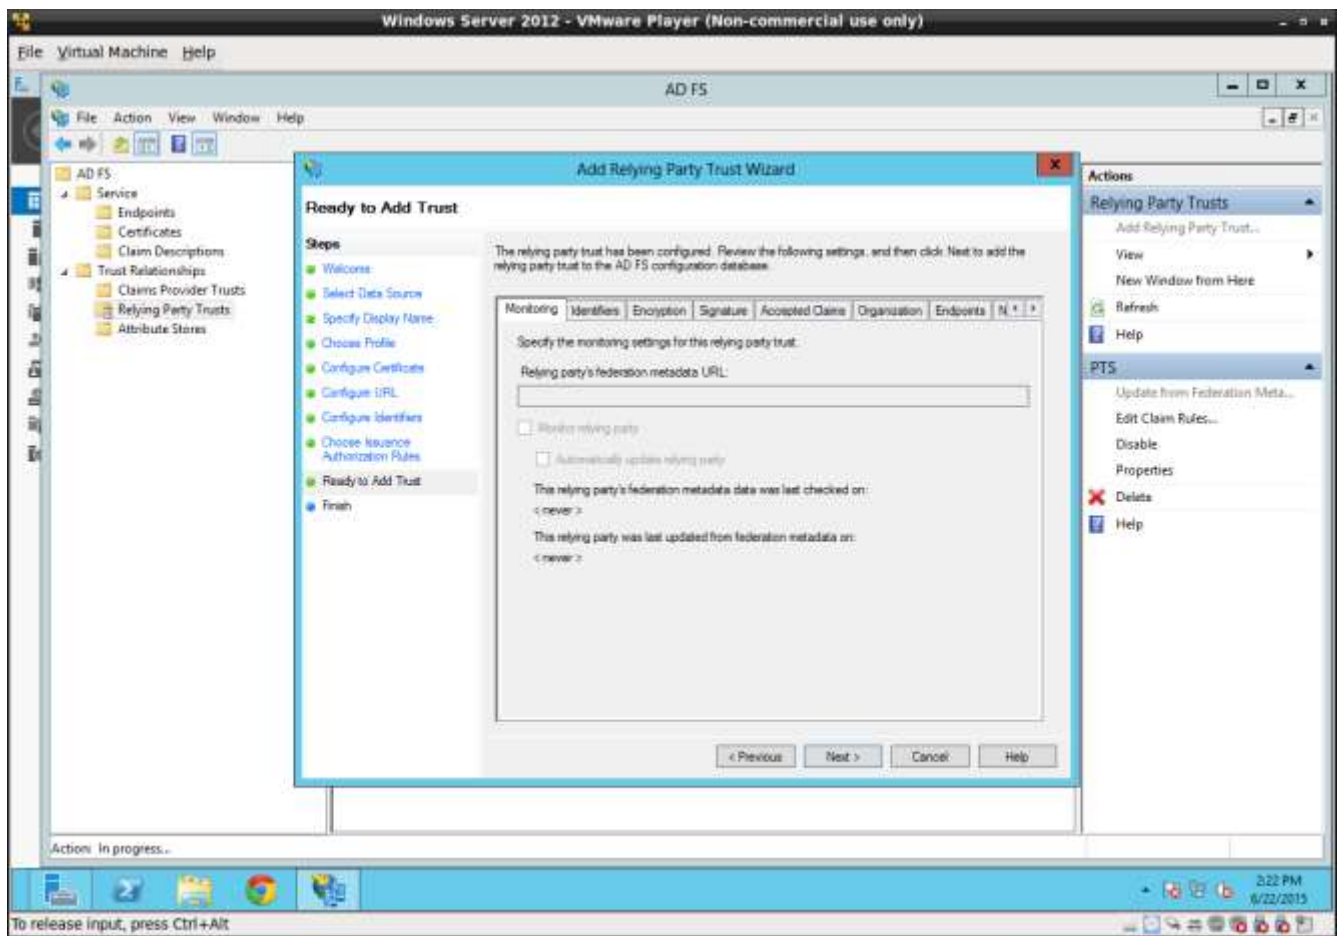 Windows Server 2012 - VMware Player (Non-commercial use only)
File Virtual Machine Help
AD FS
File Action View Window Help
AD FS
Service
Endpoints
Certificates
Claim Descriptions
Trust Relationships
Claims Provider Trusts
Relying Party Trusts
Attribute Stores
Add Relying Party Trust Wizard
Ready to Add Trust
Steps
Welcome
Select Data Source
Specify Display Name
Choose Profile
Configure Certificate
Configure URL
Configure Identifiers
Choose Issuance
Authorization Rules
Ready to Add Trust
Finish
The relying party trust has been configured. Review the following settings, and then click Next to add the
relying party trust to the AD FS configuration database.
Monitoring Identifiers Encryption Signature Accepted Claims Organization Endpoints N
Specify the monitoring settings for this relying party trust.
Relying party's federation metadata URL:
Monitor relying party
Automatically update relying party
This relying party's federation metadata data was last checked on:
< never >
This relying party was last updated from federation metadata on:
< never >
< Previous Next > Cancel Help
Actions
Relying Party Trusts
Add Relying Party Trust...
View
New Window from Here
Refresh
Help
PTS
Update from Federation Meta...
Edit Claim Rules...
Disable
Properties
Delete
Help
Action: In progress...
2:22 PM
6/22/2015
To release input, press Ctrl+Alt